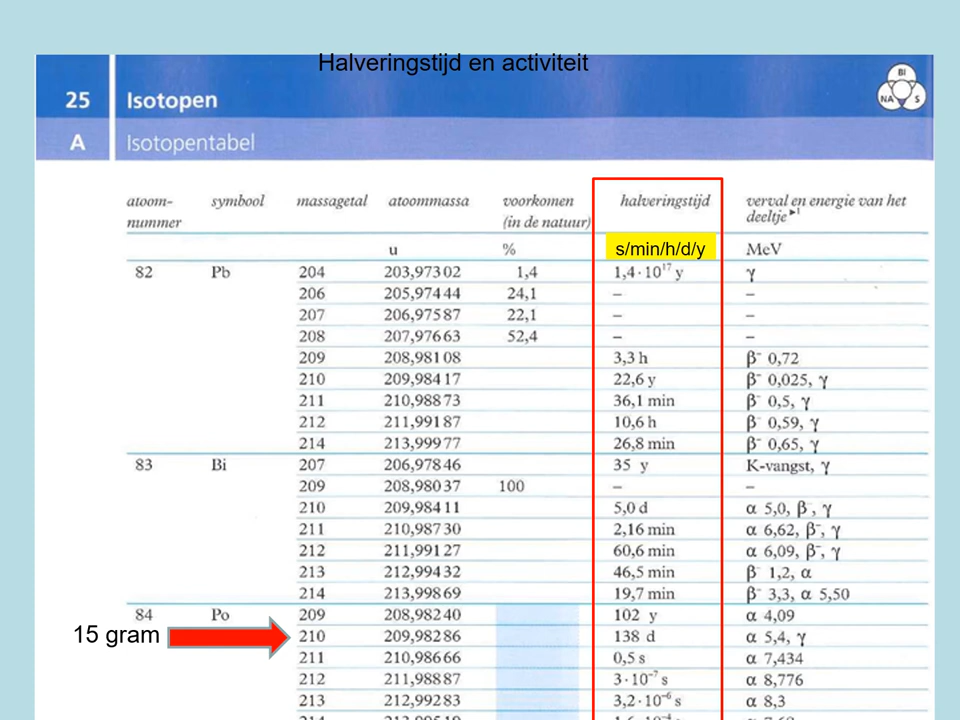 Halveringstijd en activiteit
25 Isotopen
BI
NA S
A Isotopentabel
atoom- symbool massagetal atoommassa voorkomen halveringstijd verval en energie van het
nummer (in de natuur) deeltje ►1
u % s/min/h/d/y MeV
82 Pb 204 203,97302 1,4 1,4·10¹⁷ y γ
206 205,97444 24,1 – –
207 206,97587 22,1 – –
208 207,97663 52,4 – –
209 208,98108 3,3 h β⁻ 0,72
210 209,98417 22,6 y β⁻ 0,025, γ
211 210,98873 36,1 min β⁻ 0,5, γ
212 211,99187 10,6 h β⁻ 0,59, γ
214 213,99977 26,8 min β⁻ 0,65, γ
83 Bi 207 206,97846 35 y K-vangst, γ
209 208,98037 100 – –
210 209,98411 5,0 d α 5,0, β⁻, γ
211 210,98730 2,16 min α 6,62, β⁻, γ
212 211,99127 60,6 min α 6,09, β⁻, γ
213 212,99432 46,5 min β⁻ 1,2, α
214 213,99869 19,7 min β⁻ 3,3, α 5,50
84 Po 209 208,98240 102 y α 4,09
15 gram 210 209,98286 138 d α 5,4, γ
211 210,98666 0,5 s α 7,434
212 211,98887 3·10⁻⁷ s α 8,776
213 212,99283 3,2·10⁻⁶ s α 8,3